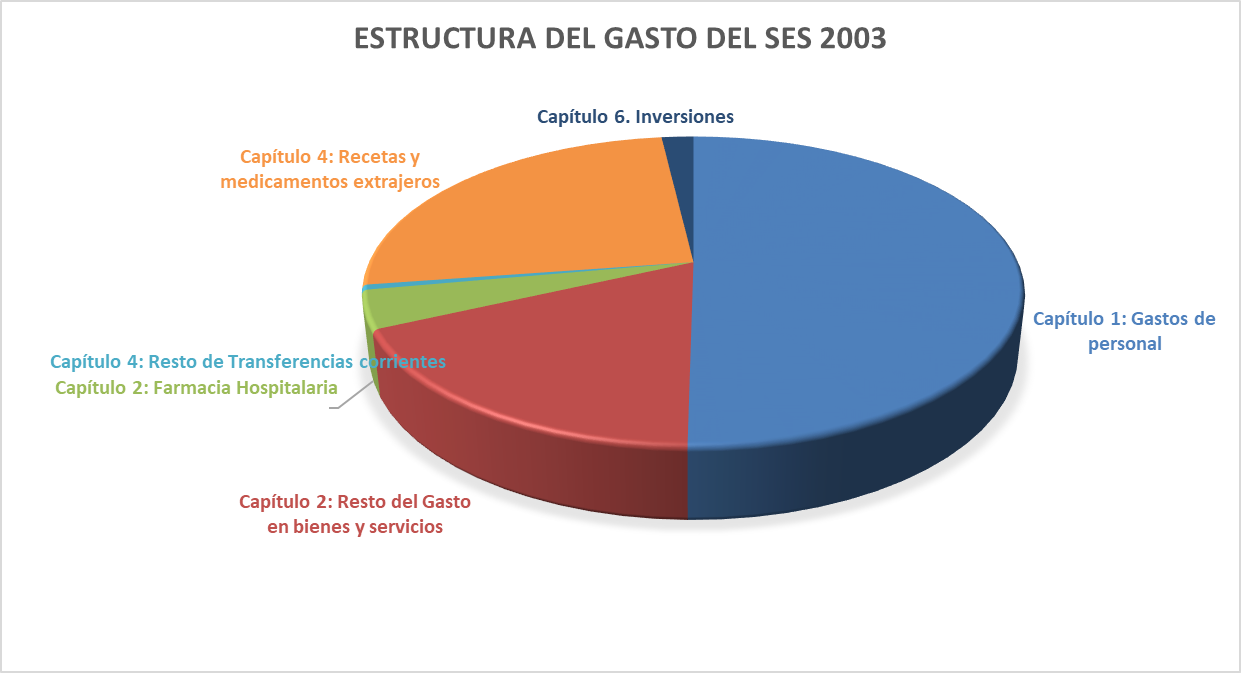 ESTRUCTURA DEL GASTO DEL SES 2003
Capítulo 6. Inversiones
Capítulo 4: Recetas y
medicamentos extrajeros
Capítulo 1: Gastos de
personal
Capítulo 4: Resto de Transferencias corrientes
Capítulo 2: Farmacia Hospitalaria
Capítulo 2: Resto del Gasto
en bienes y servicios